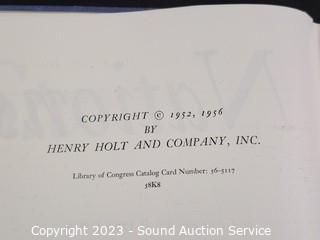 COPYRIGHT © 1952, 1956
BY
HENRY HOLT AND COMPANY, INC.
Library of Congress Catalog Card Number: 56-5117
38K8
Copyright 2023 - Sound Auction Service